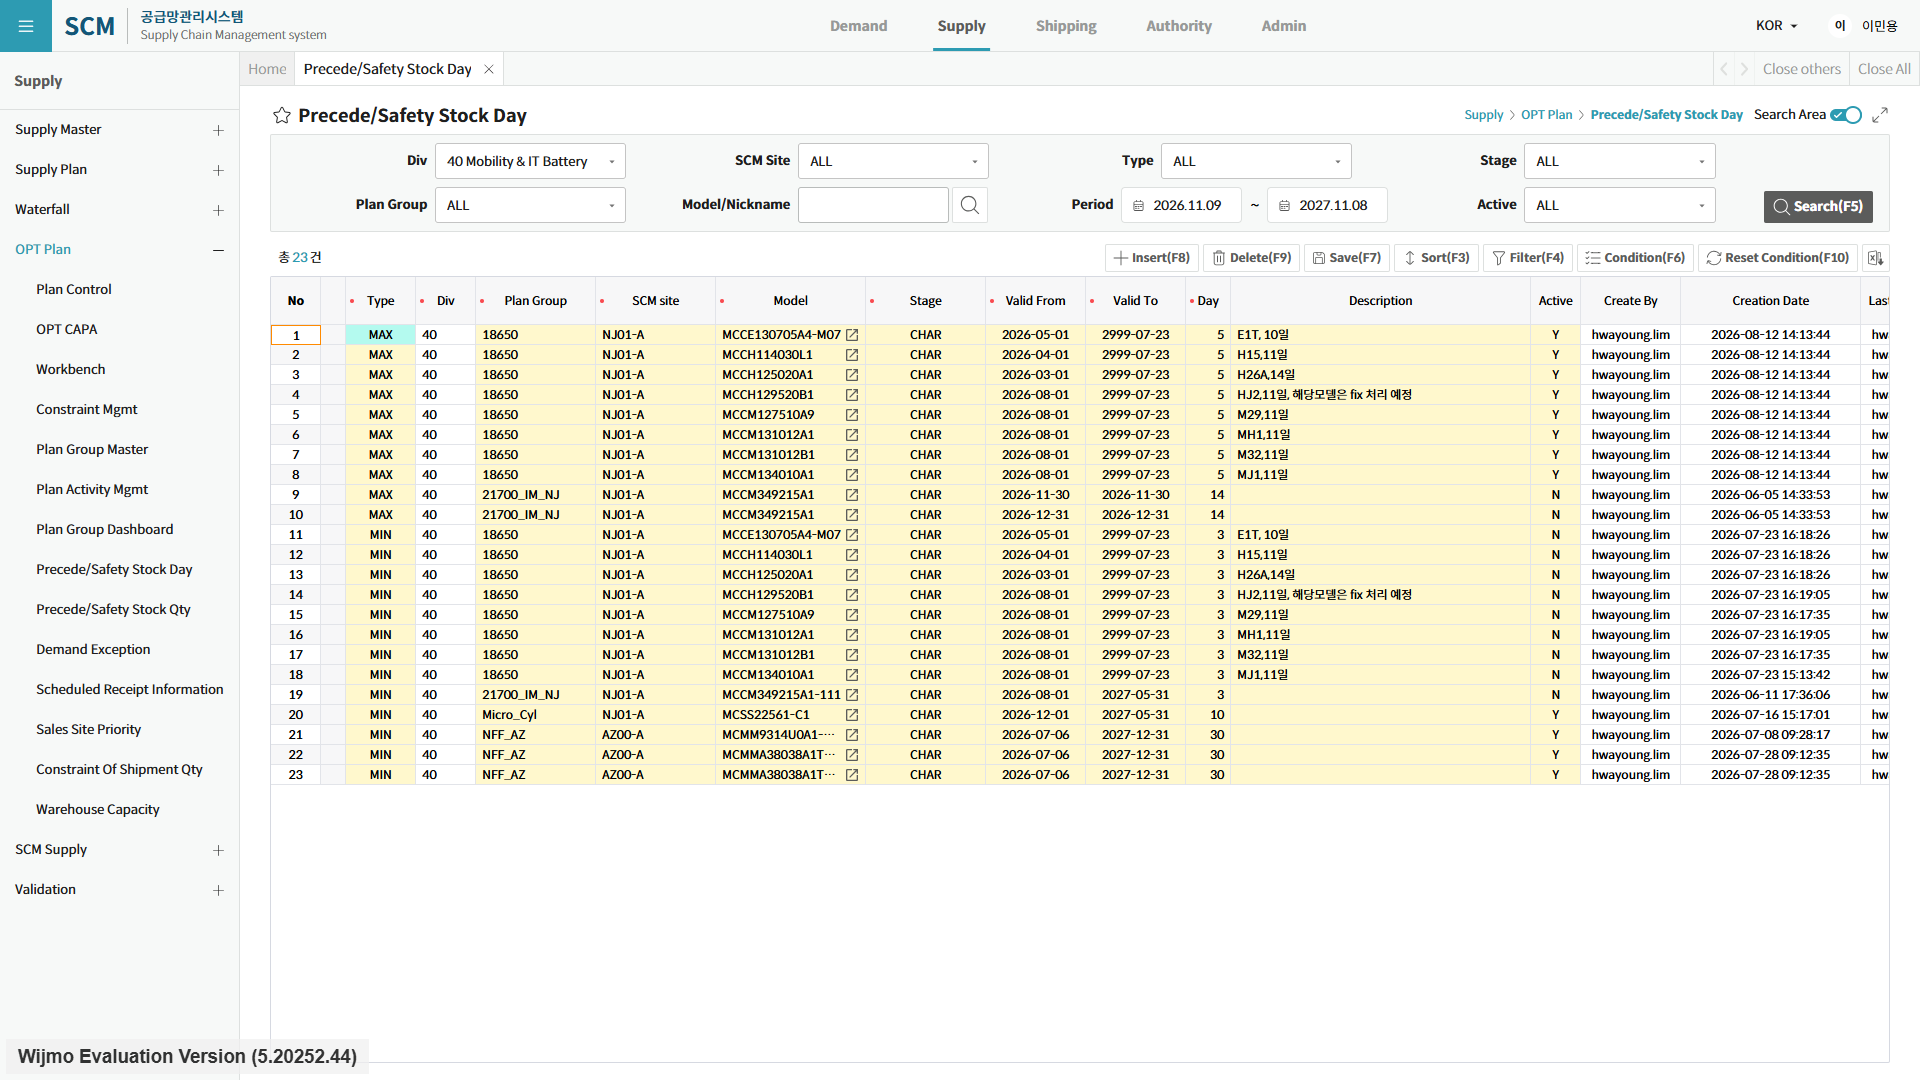 SCM
공급망관리시스템
Supply Chain Management system
Demand Supply Shipping Authority Admin
KOR 이 이민용
Supply
Home Precede/Safety Stock Day
Close others Close All
Supply Master
Supply Plan
Waterfall
OPT Plan
Plan Control
OPT CAPA
Workbench
Constraint Mgmt
Plan Group Master
Plan Activity Mgmt
Plan Group Dashboard
Precede/Safety Stock Day
Precede/Safety Stock Qty
Demand Exception
Scheduled Receipt Information
Sales Site Priority
Constraint Of Shipment Qty
Warehouse Capacity
SCM Supply
Validation
Precede/Safety Stock Day
Supply > OPT Plan > Precede/Safety Stock Day Search Area
Div 40 Mobility & IT Battery SCM Site ALL Type ALL Stage ALL
Plan Group ALL Model/Nickname Period 2026.11.09 ~ 2027.11.08 Active ALL Search(F5)
총 23 건 Insert(F8) Delete(F9) Save(F7) Sort(F3) Filter(F4) Condition(F6) Reset Condition(F10)
No Type Div Plan Group SCM site Model Stage Valid From Valid To Day Description Active Create By Creation Date Las
1 MAX 40 18650 NJ01-A MCCE130705A4-M07 CHAR 2026-05-01 2999-07-23 5 E1T, 10일 Y hwayoung.lim 2026-08-12 14:13:44 hw
2 MAX 40 18650 NJ01-A MCCH114030L1 CHAR 2026-04-01 2999-07-23 5 H15,11일 Y hwayoung.lim 2026-08-12 14:13:44 hw
3 MAX 40 18650 NJ01-A MCCH125020A1 CHAR 2026-03-01 2999-07-23 5 H26A,14일 Y hwayoung.lim 2026-08-12 14:13:44 hw
4 MAX 40 18650 NJ01-A MCCH129520B1 CHAR 2026-08-01 2999-07-23 5 HJ2,11일, 해당모델은 fix 처리 예정 Y hwayoung.lim 2026-08-12 14:13:44 hw
5 MAX 40 18650 NJ01-A MCCM127510A9 CHAR 2026-08-01 2999-07-23 5 M29,11일 Y hwayoung.lim 2026-08-12 14:13:44 hw
6 MAX 40 18650 NJ01-A MCCM131012A1 CHAR 2026-08-01 2999-07-23 5 MH1,11일 Y hwayoung.lim 2026-08-12 14:13:44 hw
7 MAX 40 18650 NJ01-A MCCM131012B1 CHAR 2026-08-01 2999-07-23 5 M32,11일 Y hwayoung.lim 2026-08-12 14:13:44 hw
8 MAX 40 18650 NJ01-A MCCM134010A1 CHAR 2026-08-01 2999-07-23 5 MJ1,11일 Y hwayoung.lim 2026-08-12 14:13:44 hw
9 MAX 40 21700_IM_NJ NJ01-A MCCM349215A1 CHAR 2026-11-30 2026-11-30 14 N hwayoung.lim 2026-06-05 14:33:53 hw
10 MAX 40 21700_IM_NJ NJ01-A MCCM349215A1 CHAR 2026-12-31 2026-12-31 14 N hwayoung.lim 2026-06-05 14:33:53 hw
11 MIN 40 18650 NJ01-A MCCE130705A4-M07 CHAR 2026-05-01 2999-07-23 3 E1T, 10일 N hwayoung.lim 2026-07-23 16:18:26 hw
12 MIN 40 18650 NJ01-A MCCH114030L1 CHAR 2026-04-01 2999-07-23 3 H15,11일 N hwayoung.lim 2026-07-23 16:18:26 hw
13 MIN 40 18650 NJ01-A MCCH125020A1 CHAR 2026-03-01 2999-07-23 3 H26A,14일 N hwayoung.lim 2026-07-23 16:18:26 hw
14 MIN 40 18650 NJ01-A MCCH129520B1 CHAR 2026-08-01 2999-07-23 3 HJ2,11일, 해당모델은 fix 처리 예정 N hwayoung.lim 2026-07-23 16:19:05 hw
15 MIN 40 18650 NJ01-A MCCM127510A9 CHAR 2026-08-01 2999-07-23 3 M29,11일 N hwayoung.lim 2026-07-23 16:17:35 hw
16 MIN 40 18650 NJ01-A MCCM131012A1 CHAR 2026-08-01 2999-07-23 3 MH1,11일 N hwayoung.lim 2026-07-23 16:19:05 hw
17 MIN 40 18650 NJ01-A MCCM131012B1 CHAR 2026-08-01 2999-07-23 3 M32,11일 N hwayoung.lim 2026-07-23 16:17:35 hw
18 MIN 40 18650 NJ01-A MCCM134010A1 CHAR 2026-08-01 2999-07-23 3 MJ1,11일 N hwayoung.lim 2026-07-23 15:13:42 hw
19 MIN 40 21700_IM_NJ NJ01-A MCCM349215A1-111 CHAR 2026-08-01 2027-05-31 3 N hwayoung.lim 2026-06-11 17:36:06 hw
20 MIN 40 Micro_Cyl NJ01-A MCSS22561-C1 CHAR 2026-12-01 2027-05-31 10 Y hwayoung.lim 2026-07-16 15:17:01 hw
21 MIN 40 NFF_AZ AZ00-A MCMM9314U0A1-··· CHAR 2026-07-06 2027-12-31 30 Y hwayoung.lim 2026-07-08 09:28:17 hw
22 MIN 40 NFF_AZ AZ00-A MCMMA38038A1T··· CHAR 2026-07-06 2027-12-31 30 Y hwayoung.lim 2026-07-28 09:12:35 hw
23 MIN 40 NFF_AZ AZ00-A MCMMA38038A1T··· CHAR 2026-07-06 2027-12-31 30 Y hwayoung.lim 2026-07-28 09:12:35 hw
Wijmo Evaluation Version (5.20252.44)